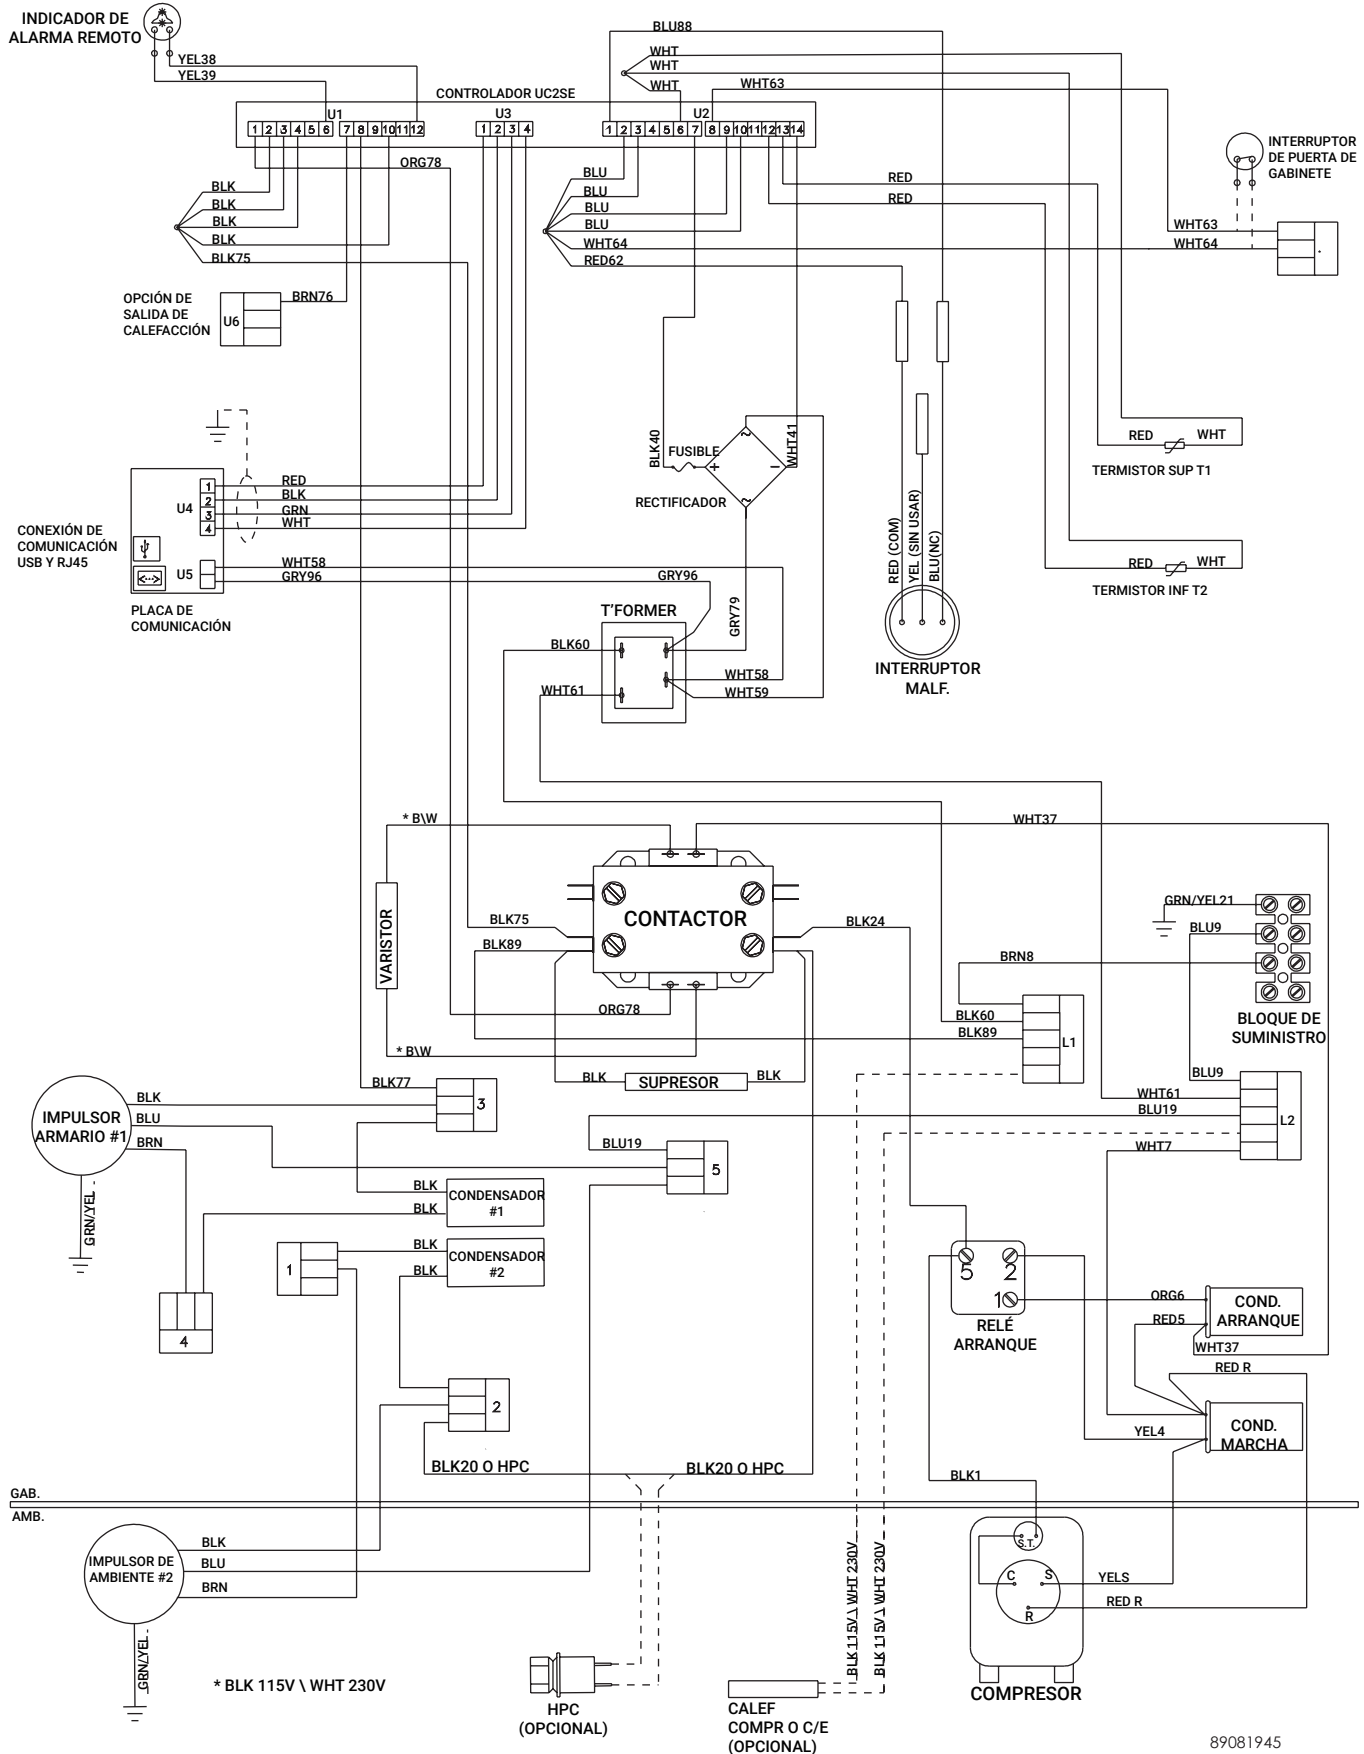 INDICADOR DE
ALARMA REMOTO
YEL38
YEL39
BLU88
WHT
WHT
WHT
WHT63
CONTROLADOR UC2SE
U1
U3
U2
1 2 3 4 5 6
7 8 9 10 11 12
1 2 3 4
1 2 3 4 5 6 7
8 9 10 11 12 13 14
ORG78
BLK
BLK
BLK
BLK
BLK75
BLU
BLU
BLU
BLU
WHT64
RED62
RED
RED
INTERRUPTOR
DE PUERTA DE
GABINETE
WHT63
WHT64
OPCIÓN DE
SALIDA DE
CALEFACCIÓN
U6
BRN76
BLK40
FUSIBLE
+
-
~
~
WHT41
RECTIFICADOR
RED
WHT
TERMISTOR SUP T1
RED (COM)
YEL (SIN USAR)
BLU(NC)
U4
1
2
3
4
RED
BLK
GRN
WHT
CONEXIÓN DE
COMUNICACIÓN
USB Y RJ45
U5
WHT58
GRY96
GRY96
PLACA DE
COMUNICACIÓN
RED
WHT
TERMISTOR INF T2
T'FORMER
GRY79
BLK60
WHT61
WHT58
WHT59
INTERRUPTOR
MALF.
* B\W
WHT37
VARISTOR
CONTACTOR
BLK75
BLK89
BLK24
GRN/YEL21
BLU9
BRN8
BLOQUE DE
SUMINISTRO
ORG78
BLK60
BLK89
L1
* B\W
BLK
SUPRESOR
BLK
BLK77
3
BLU9
WHT61
BLU19
L2
WHT7
IMPULSOR
ARMARIO #1
BLK
BLU
BRN
GRN/YEL
BLU19
5
BLK
BLK
CONDENSADOR
#1
1
BLK
BLK
CONDENSADOR
#2
4
5
2
1
RELÉ
ARRANQUE
ORG6
RED5
COND.
ARRANQUE
WHT37
RED R
2
YEL4
COND.
MARCHA
BLK20 O HPC
BLK20 O HPC
BLK1
GAB.
AMB.
IMPULSOR DE
AMBIENTE #2
BLK
BLU
BRN
GRN/YEL
BLK 115V \ WHT 230V
BLK 115V \ WHT 230V
S.T.
C
S
R
YELS
RED R
COMPRESOR
* BLK 115V \ WHT 230V
HPC
(OPCIONAL)
CALEF
COMPR O C/E
(OPCIONAL)
89081945